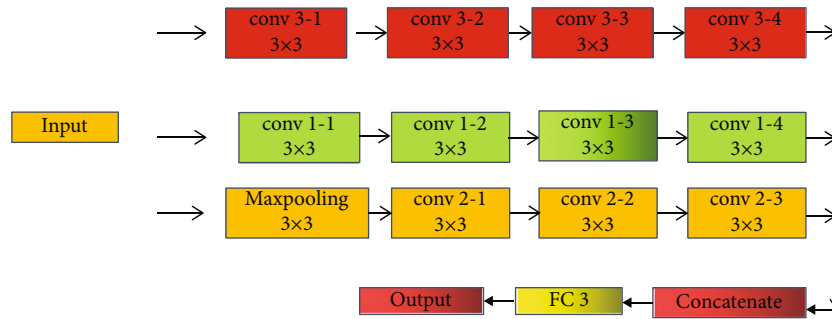 conv 3-1
3×3
conv 3-2
3×3
conv 3-3
3×3
conv 3-4
3×3
Input
conv 1-1
3×3
conv 1-2
3×3
conv 1-3
3×3
conv 1-4
3×3
Maxpooling
3×3
conv 2-1
3×3
conv 2-2
3×3
conv 2-3
3×3
Output
FC 3
Concatenate